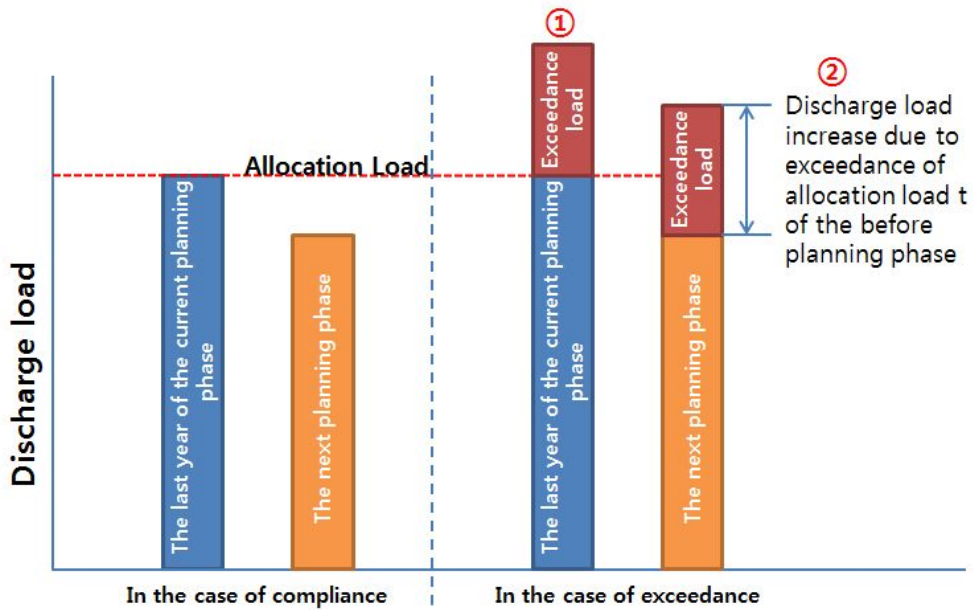 ①
②
Discharge load
increase due to
exceedance of
allocation load t
of the before
planning phase
Allocation Load
Discharge load
The last year of the current planning
phase
The next planning phase
Exceedance
load
The last year of the current planning
phase
Exceedance
load
The next planning phase
In the case of compliance
In the case of exceedance